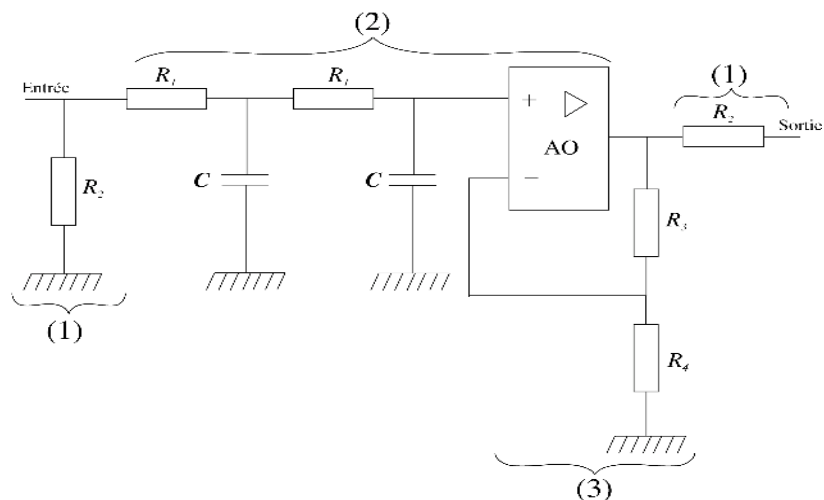 (2)
(1)
Entrée
R₁
R₁
R₂
Sortie
+
AO
−
R₂
C
C
R₃
(1)
R₄
(3)